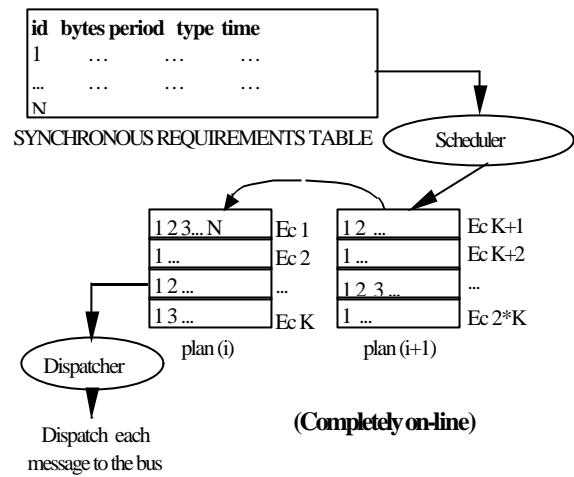 id bytes period type time
1 … … …
... … … …
N
SYNCHRONOUS REQUIREMENTS TABLE
Scheduler
1 2 3... N Ec 1
1 ... Ec 2
1 2 ... ...
1 3 ... Ec K
plan (i)
1 2 ... Ec K+1
1 ... Ec K+2
1 2 3 ... ...
1 ... Ec 2*K
plan (i+1)
Dispatcher
(Completely on-line)
Dispatch each
message to the bus